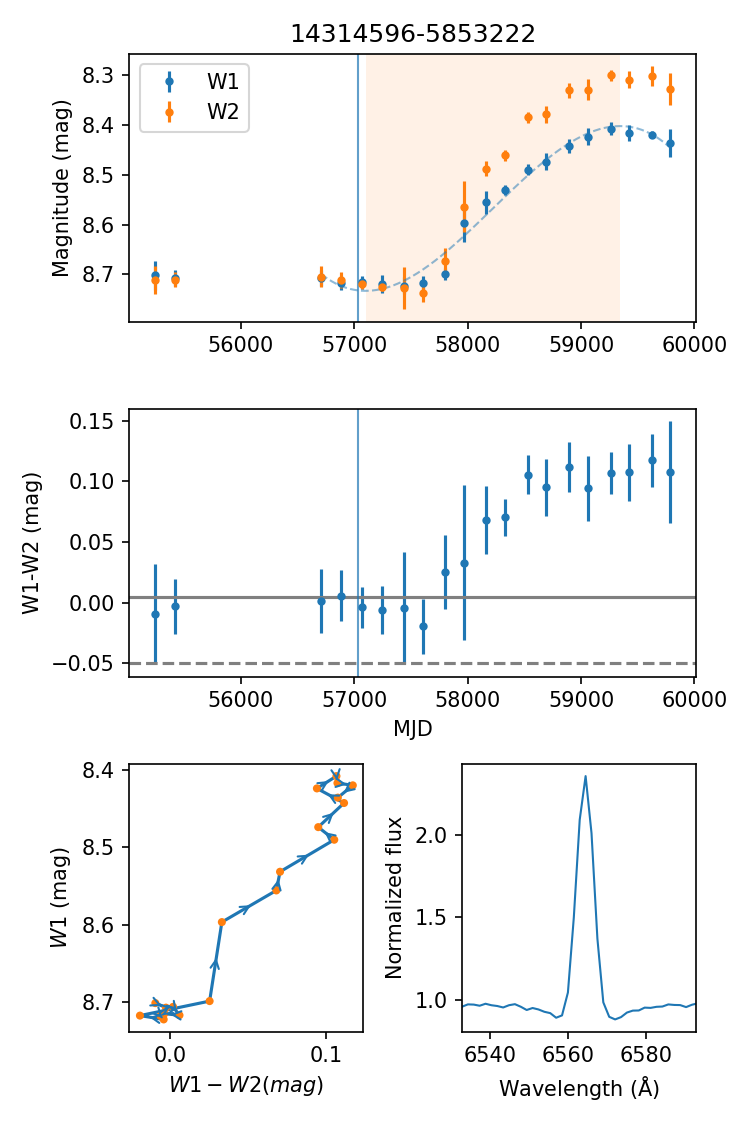 14314596-5853222
Magnitude (mag)
8.3
8.4
8.5
8.6
8.7
W1
W2
56000 57000 58000 59000 60000
W1-W2 (mag)
0.15
0.10
0.05
0.00
−0.05
56000 57000 58000 59000 60000
MJD
W1 (mag)
8.4
8.5
8.6
8.7
0.0 0.1
W1 − W2(mag)
Normalized flux
2.0
1.5
1.0
6540 6560 6580
Wavelength (Å)